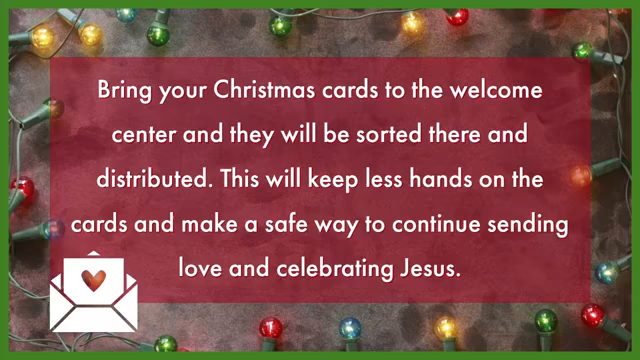 Bring your Christmas cards to the welcome
center and they will be sorted there and
distributed. This will keep less hands on the
cards and make a safe way to continue sending
love and celebrating Jesus.